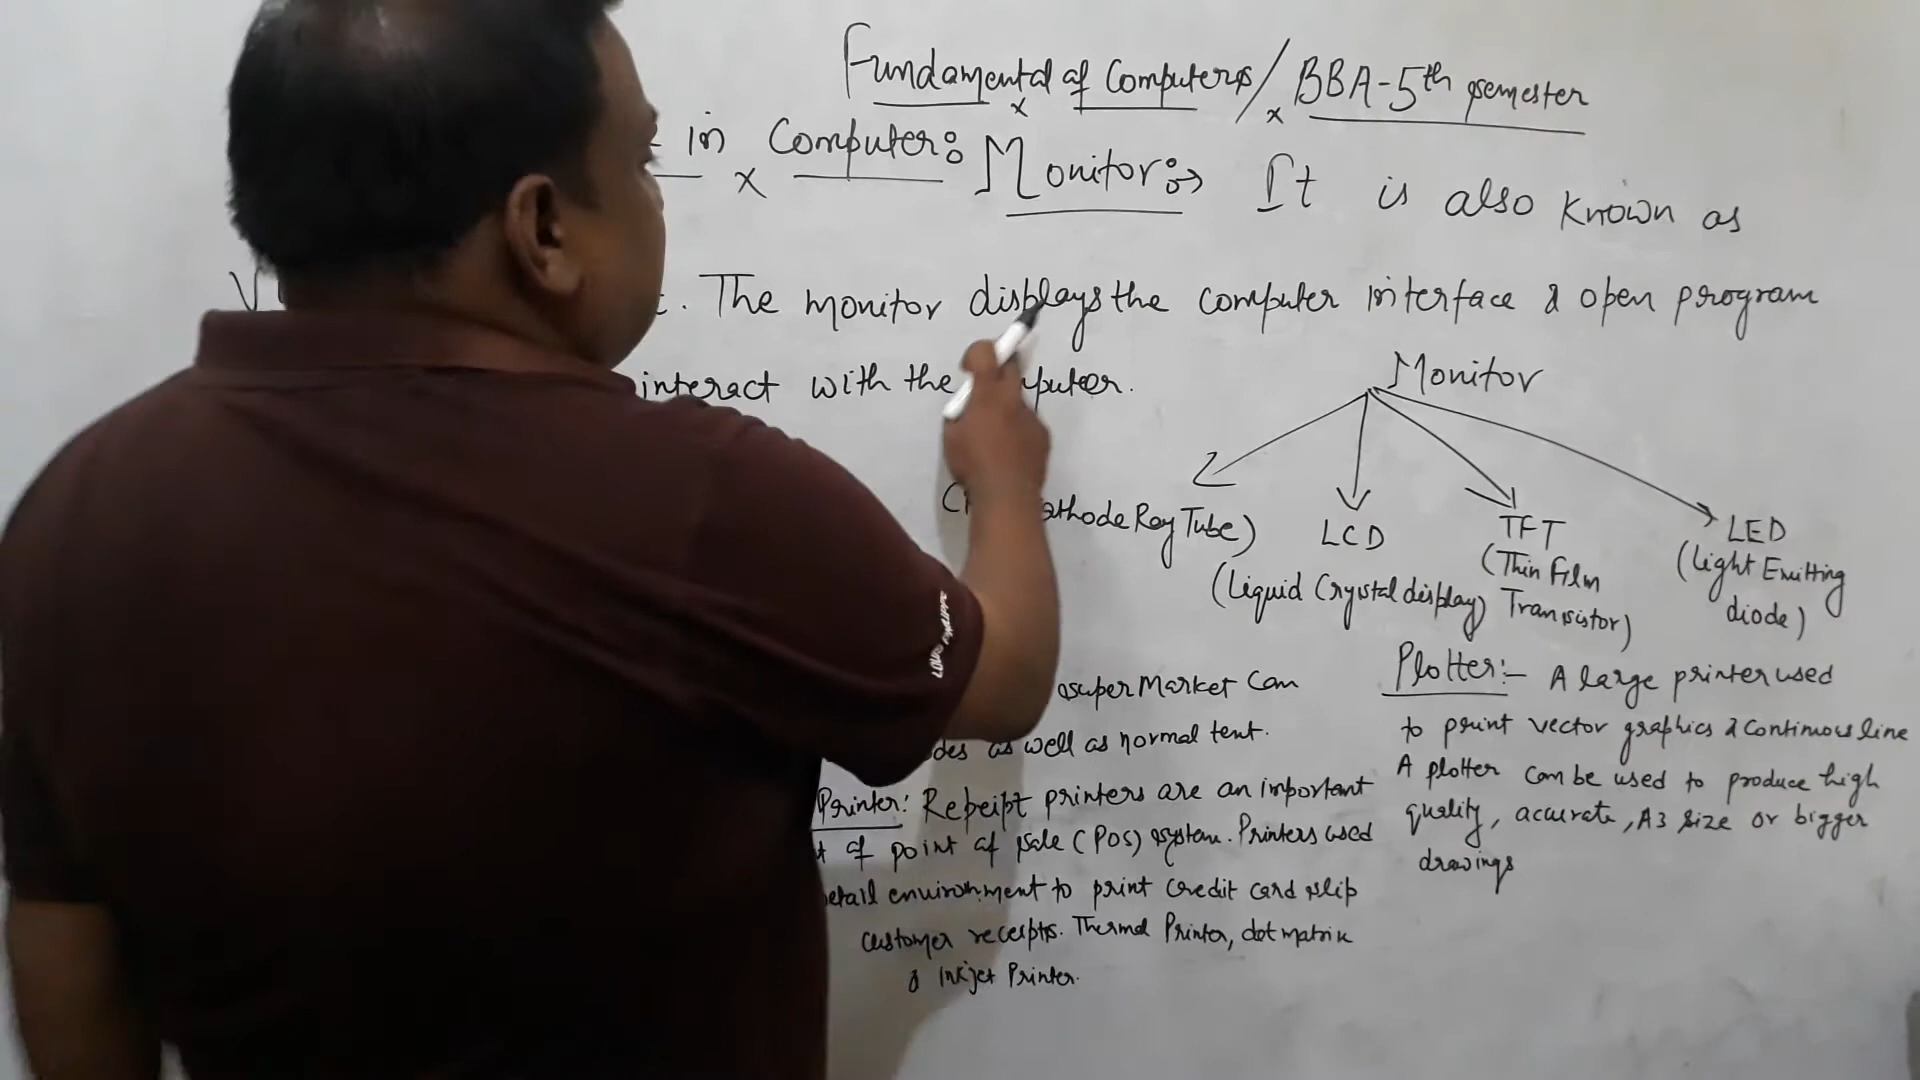 Fundamental of Computers / BBA-5th semester
in Computer: Monitor:→ It is also known as
The monitor displays the computer interface & open program
interact with the
Monitor
Ray Tube)
LCD
(Liquid Crystal display)
TFT
(Thin Film
Transistor)
LED
(Light Emitting
diode)
super Market Can
as well as normal tent.
Printer: Repeipt printers are an important
of point of sale (POS) system. Printers used
environment to print credit card slip
customer receipts. Thermal Printer, dot matrix
& Inkjet Printer.
Plotter:- A large printer used
to print vector graphics & Continuous line
A plotter can be used to produce high
quality, accurate, A3 size or bigger
drawings
LOUIS PHILIPPE